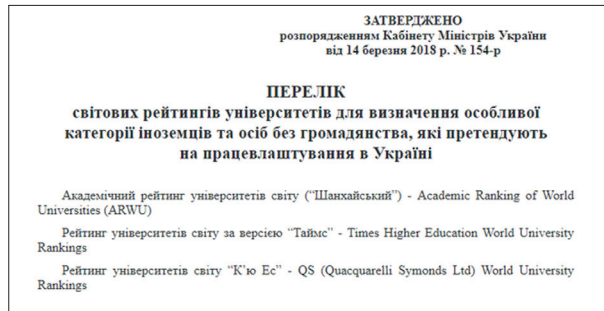 ЗАТВЕРДЖЕНО
розпорядженням Кабінету Міністрів України
від 14 березня 2018 р. № 154-р
ПЕРЕЛІК
світових рейтингів університетів для визначення особливої
категорії іноземців та осіб без громадянства, які претендують
на працевлаштування в Україні
Академічний рейтинг університетів світу (“Шанхайський”) - Academic Ranking of World
Universities (ARWU)
Рейтинг університетів світу за версією “Таймс” - Times Higher Education World University
Rankings
Рейтинг університетів світу “К’ю Ес” - QS (Quacquarelli Symonds Ltd) World University
Rankings